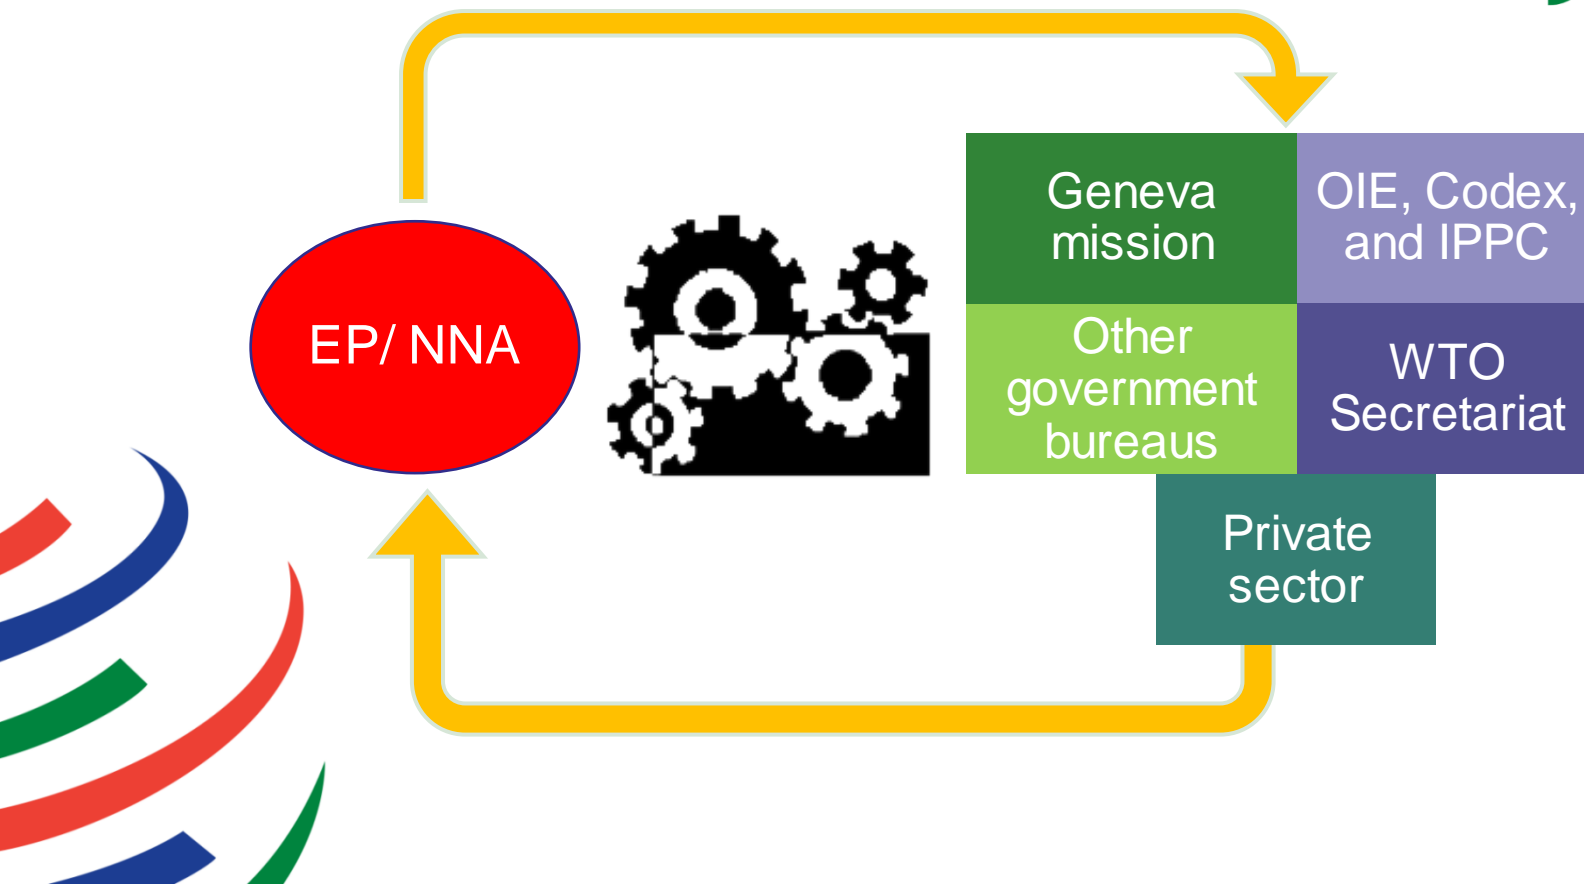 EP/ NNA
Geneva
mission
OIE, Codex,
and IPPC
Other
government
bureaus
WTO
Secretariat
Private
sector